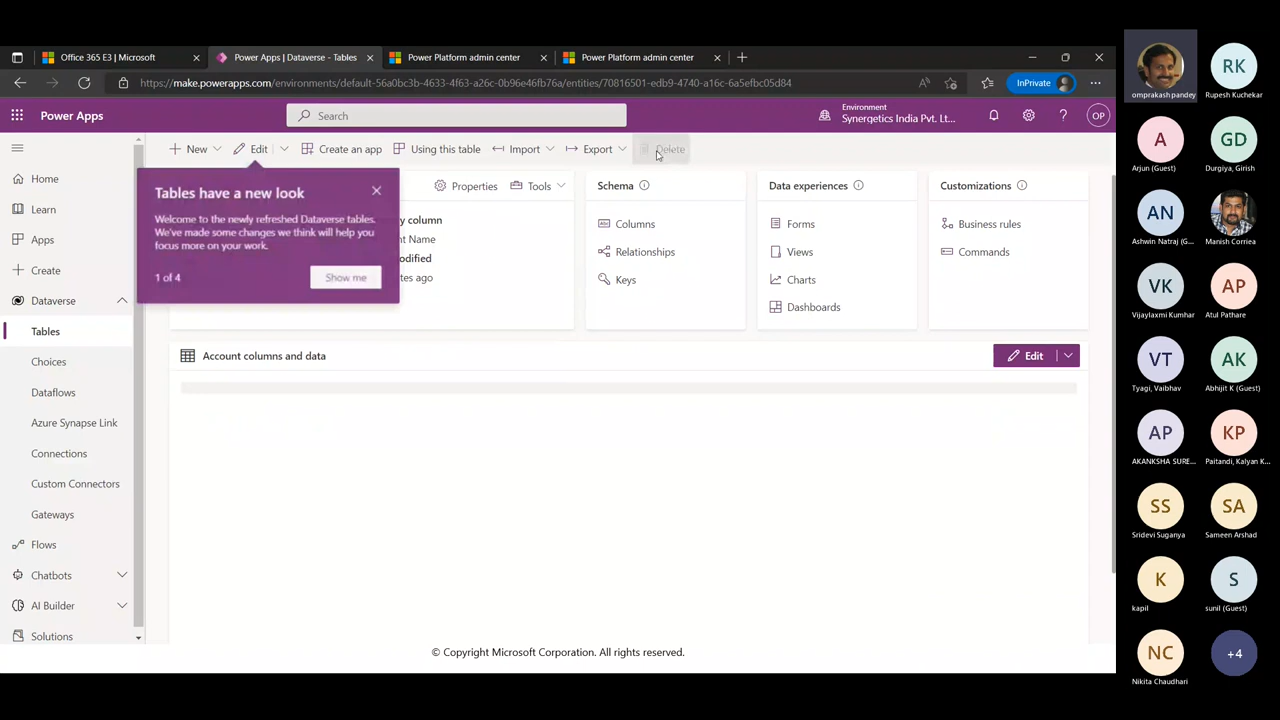 Office 365 E3 | Microsoft
Power Apps | Dataverse - Tables
Power Platform admin center
Power Platform admin center
https://make.powerapps.com/environments/default-56a0bc3b-4633-4f63-a26c-0b96e46fb76a/entities/70816501-edb9-4740-a16c-6a5efbc05d84
InPrivate
Power Apps
Search
Environment
Synergetics India Pvt. Lt...
OP
New
Edit
Create an app
Using this table
Import
Export
Delete
Home
Learn
Apps
Create
Dataverse
Tables
Choices
Dataflows
Azure Synapse Link
Connections
Custom Connectors
Gateways
Flows
Chatbots
AI Builder
Solutions
Tables have a new look
Welcome to the newly refreshed Dataverse tables.
We've made some changes we think will help you
focus more on your work.
1 of 4
Show me
Properties
Tools
y column
nt Name
odified
tes ago
Schema
Columns
Relationships
Keys
Data experiences
Forms
Views
Charts
Dashboards
Customizations
Business rules
Commands
Account columns and data
Edit
© Copyright Microsoft Corporation. All rights reserved.
omprakash pandey
RK
Rupesh Kuchekar
A
Arjun (Guest)
GD
Durgiya, Girish
AN
Ashwin Natraj (G...
Manish Corriea
VK
Vijaylaxmi Kumhar
AP
Atul Pathare
VT
Tyagi, Vaibhav
AK
Abhijit K (Guest)
AP
AKANKSHA SURE...
KP
Paitandi, Kalyan K...
SS
Sridevi Suganya
SA
Sameen Arshad
K
kapil
S
sunil (Guest)
NC
Nikita Chaudhari
+4